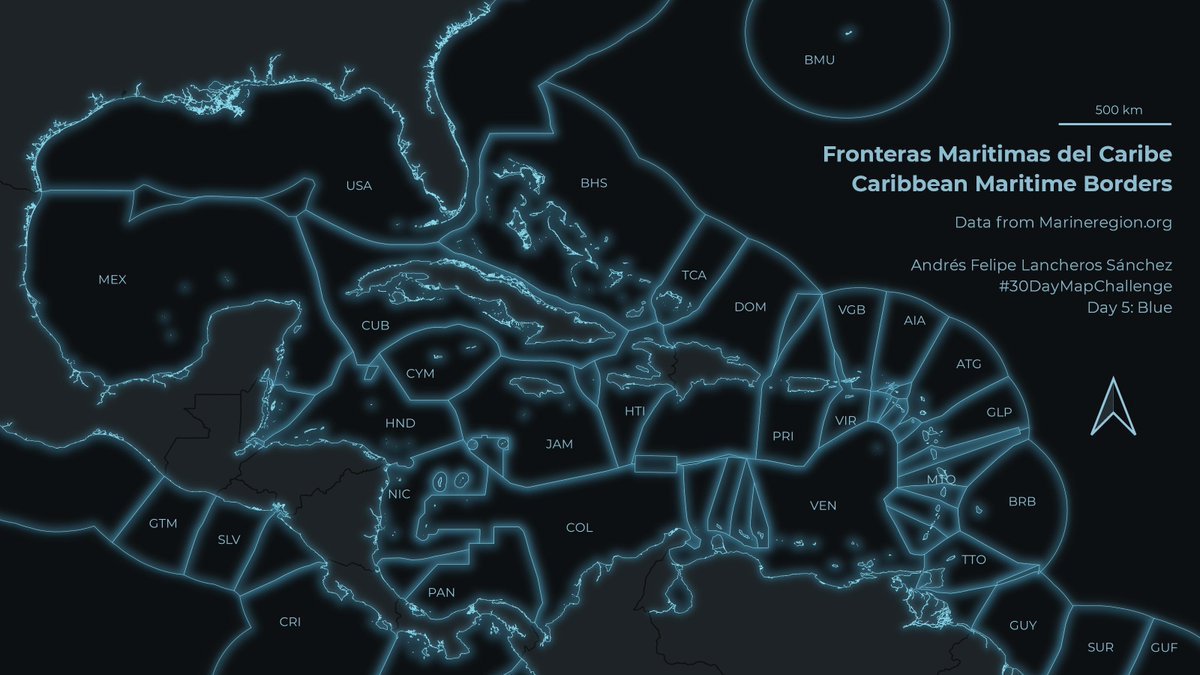 BMU
500 km
Fronteras Maritimas del Caribe
Caribbean Maritime Borders
Data from Marineregion.org
Andrés Felipe Lancheros Sánchez
#30DayMapChallenge
Day 5: Blue
USA
BHS
MEX
TCA
DOM
VGB
AIA
CUB
ATG
CYM
HTI
GLP
HND
JAM
PRI
VIR
MTQ
NIC
VEN
BRB
GTM
SLV
COL
TTO
PAN
CRI
GUY
SUR
GUF